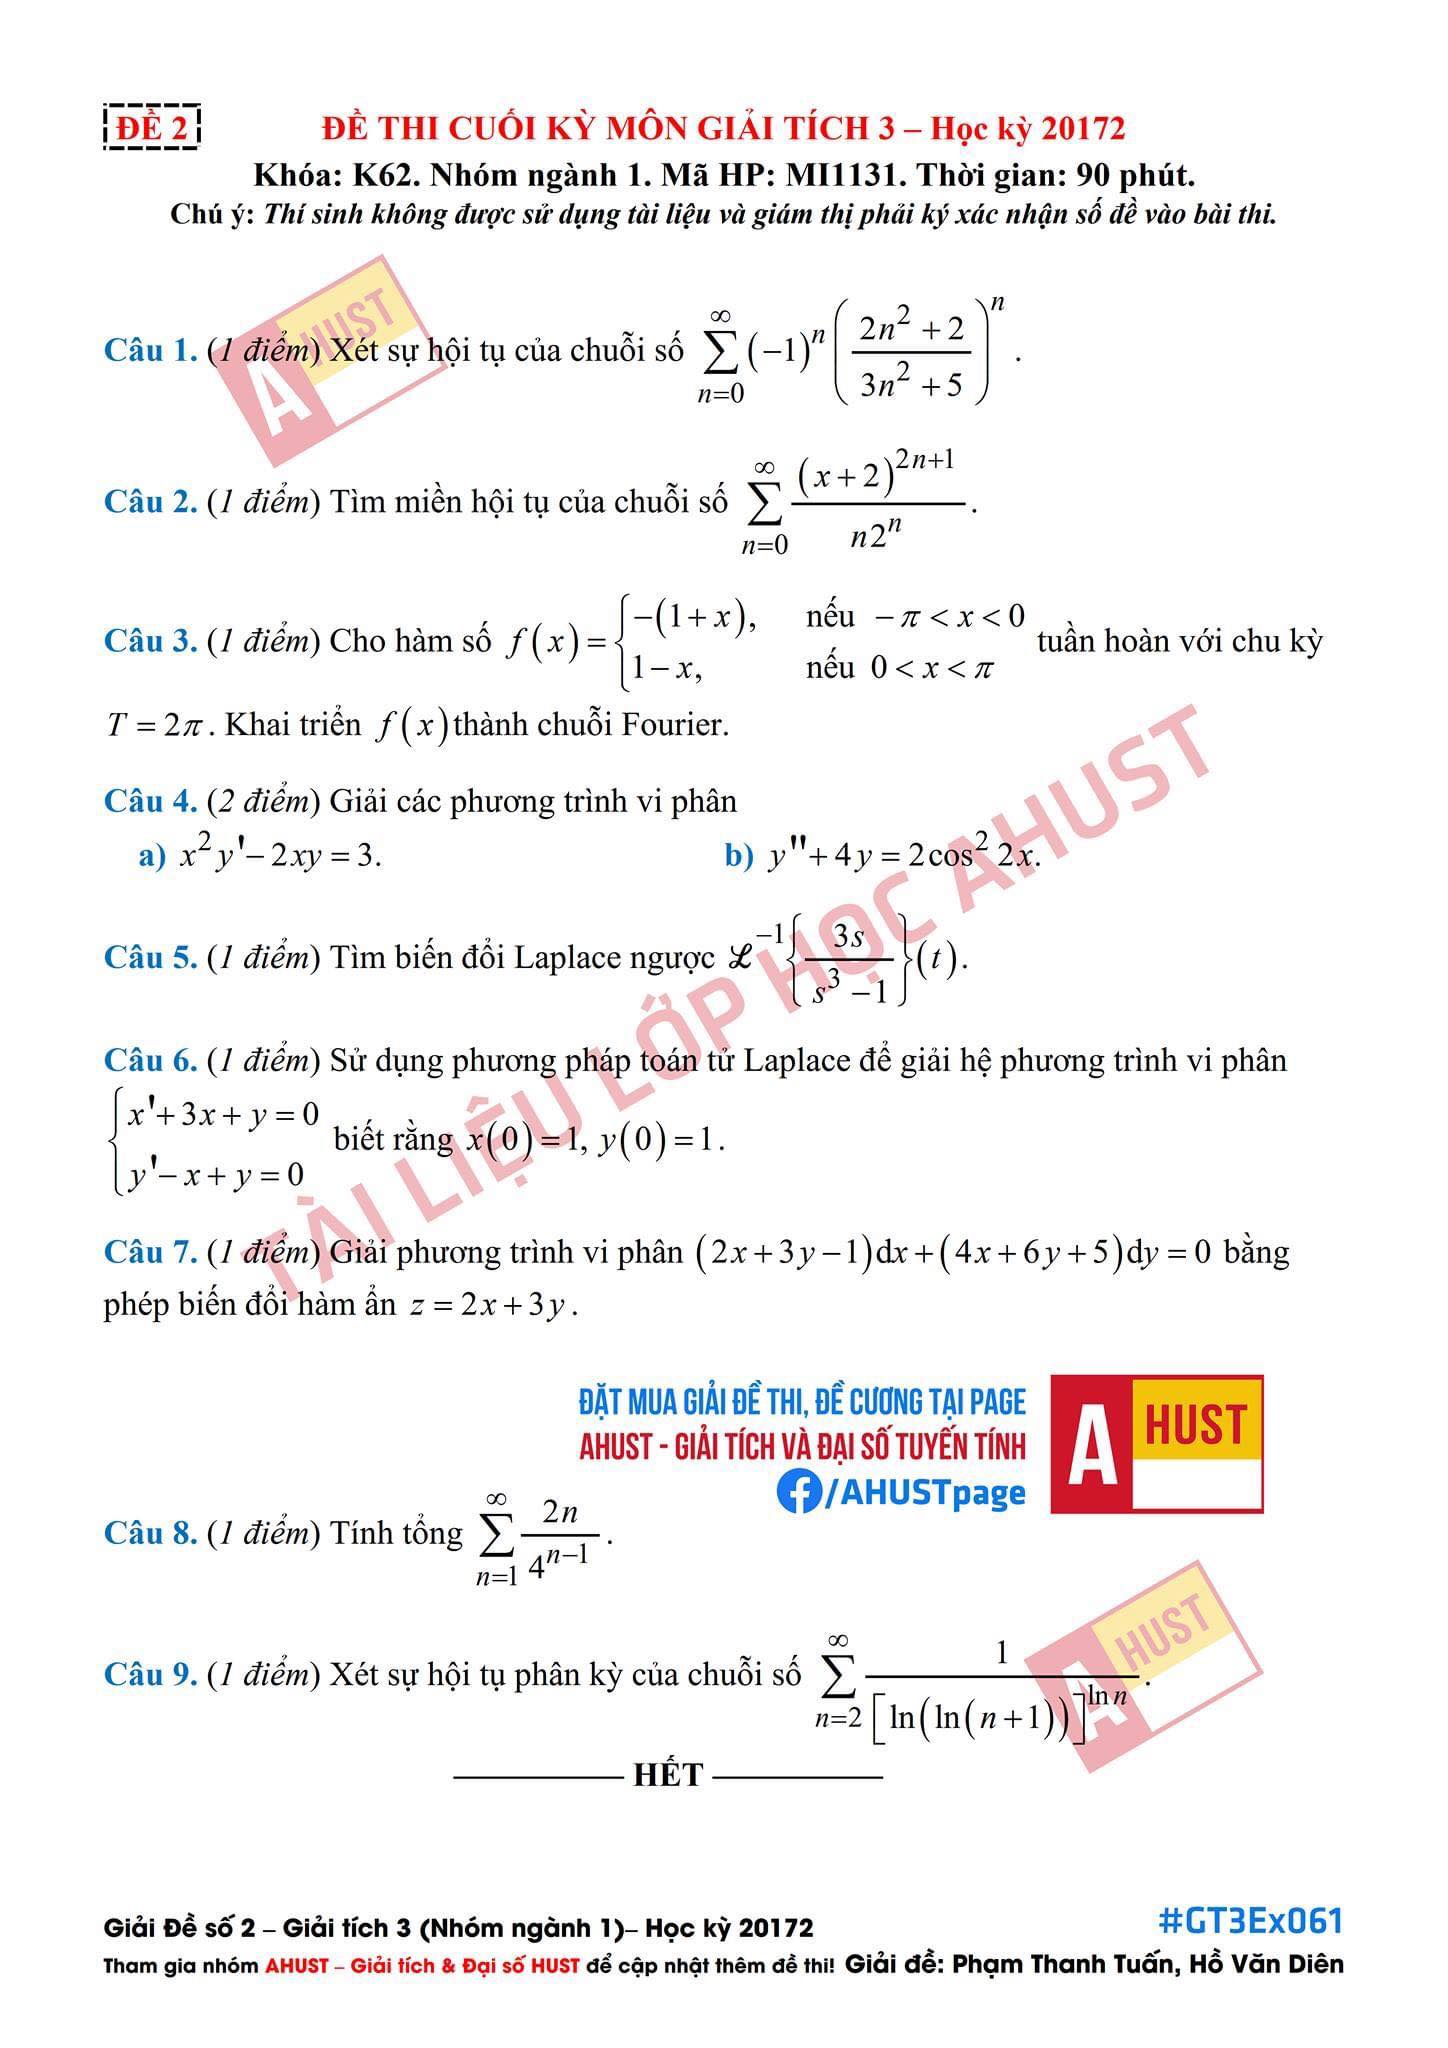 ĐỀ 2
ĐỀ THI CUỐI KỲ MÔN GIẢI TÍCH 3 – Học kỳ 20172
Khóa: K62. Nhóm ngành 1. Mã HP: MI1131. Thời gian: 90 phút.
Chú ý: Thí sinh không được sử dụng tài liệu và giám thị phải ký xác nhận số đề vào bài thi.
A HUST
Câu 1. (1 điểm) Xét sự hội tụ của chuỗi số $\sum_{n=0}^{\infty}(-1)^n\left(\frac{2n^2+2}{3n^2+5}\right)^n$.
Câu 2. (1 điểm) Tìm miền hội tụ của chuỗi số $\sum_{n=0}^{\infty}\frac{(x+2)^{2n+1}}{n2^n}$.
Câu 3. (1 điểm) Cho hàm số $f(x)=\begin{cases}-(1+x), & \text{nếu } -\pi<x<0\\ 1-x, & \text{nếu } 0<x<\pi\end{cases}$ tuần hoàn với chu kỳ
$T=2\pi$. Khai triển $f(x)$ thành chuỗi Fourier.
Câu 4. (2 điểm) Giải các phương trình vi phân
a) $x^2y'-2xy=3.$ b) $y''+4y=2\cos^2 2x.$
Câu 5. (1 điểm) Tìm biến đổi Laplace ngược $\mathcal{L}^{-1}\left\{\frac{3s}{s^3-1}\right\}(t)$.
Câu 6. (1 điểm) Sử dụng phương pháp toán tử Laplace để giải hệ phương trình vi phân
$\begin{cases}x'+3x+y=0\\ y'-x+y=0\end{cases}$ biết rằng $x(0)=1, y(0)=1$.
Câu 7. (1 điểm) Giải phương trình vi phân $(2x+3y-1)dx+(4x+6y+5)dy=0$ bằng
phép biến đổi hàm ẩn $z=2x+3y$.
TÀI LIỆU LỚP HỌC AHUST
ĐẶT MUA GIẢI ĐỀ THI, ĐỀ CƯƠNG TẠI PAGE
AHUST - GIẢI TÍCH VÀ ĐẠI SỐ TUYẾN TÍNH
/AHUSTpage
A HUST
Câu 8. (1 điểm) Tính tổng $\sum_{n=1}^{\infty}\frac{2n}{4^{n-1}}$.
Câu 9. (1 điểm) Xét sự hội tụ phân kỳ của chuỗi số $\sum_{n=2}^{\infty}\frac{1}{[\ln(\ln(n+1))]^{\ln n}}$.
A HUST
HẾT
Giải Đề số 2 – Giải tích 3 (Nhóm ngành 1)– Học kỳ 20172
#GT3Ex061
Tham gia nhóm AHUST – Giải tích & Đại số HUST để cập nhật thêm đề thi! Giải đề: Phạm Thanh Tuấn, Hồ Văn Diên